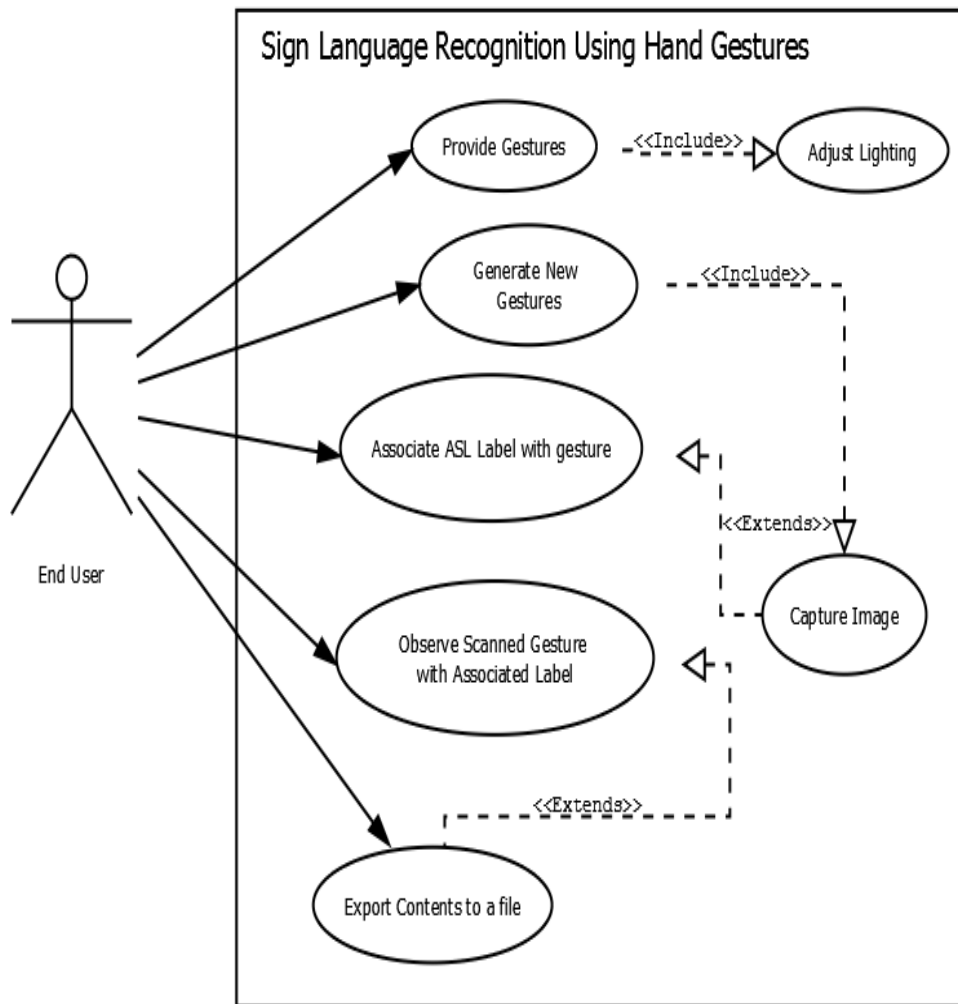 Sign Language Recognition Using Hand Gestures
Provide Gestures
<<Include>>
Adjust Lighting
Generate New
Gestures
<<Include>>
Associate ASL Label with gesture
<<Extends>>
End User
Capture Image
Observe Scanned Gesture
with Associated Label
<<Extends>>
Export Contents to a file